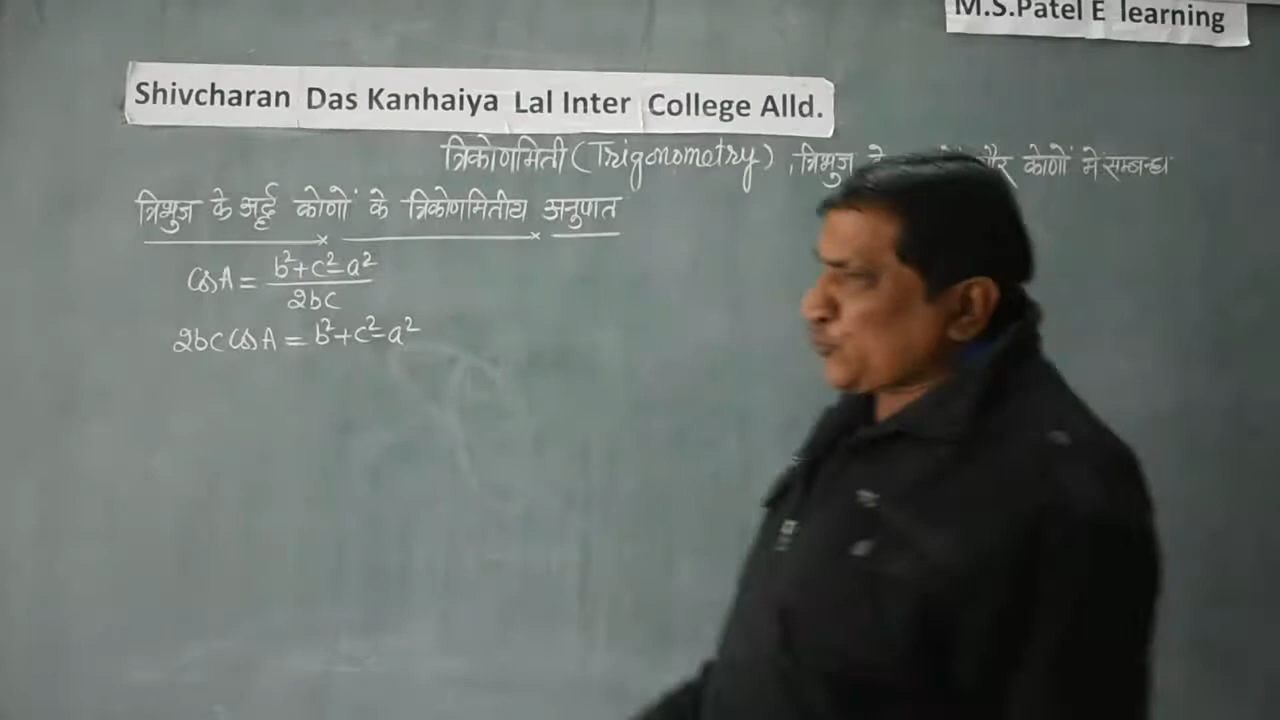 M.S.Patel E learning
Shivcharan Das Kanhaiya Lal Inter College Alld.
त्रिकोणमिती (Trigonometry), त्रिभुज के और कोणों में सम्बन्ध
त्रिभुज के अर्द्ध कोणों के त्रिकोणमितीय अनुपात
cosA = b²+c²-a² / 2bc
2bc cosA = b²+c²-a²